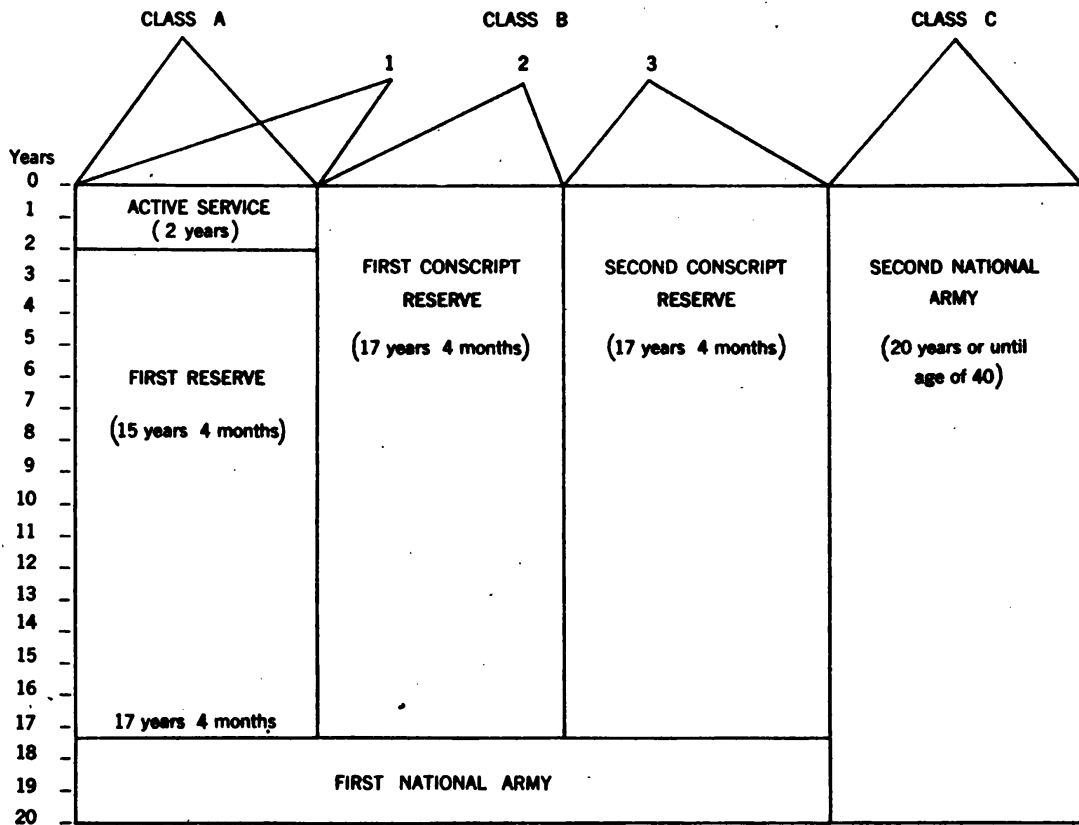 CLASS A
CLASS B
CLASS C
1
2
3
Years
0
1
2
3
4
5
6
7
8
9
10
11
12
13
14
15
16
17
18
19
20
ACTIVE SERVICE
(2 years)
FIRST RESERVE
(15 years 4 months)
17 years 4 months
FIRST CONSCRIPT
RESERVE
(17 years 4 months)
SECOND CONSCRIPT
RESERVE
(17 years 4 months)
SECOND NATIONAL
ARMY
(20 years or until
age of 40)
FIRST NATIONAL ARMY